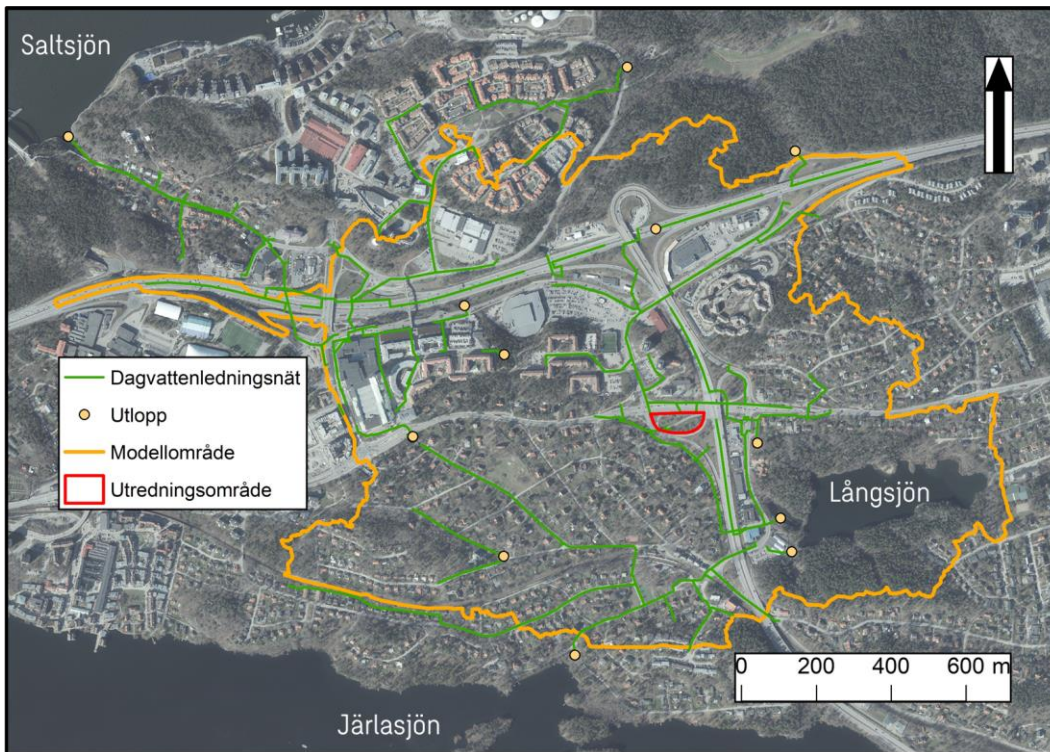 Saltsjön
Dagvattenledningsnät
Utlopp
Modellområde
Utredningsområde
Långsjön
0 200 400 600 m
Järlasjön